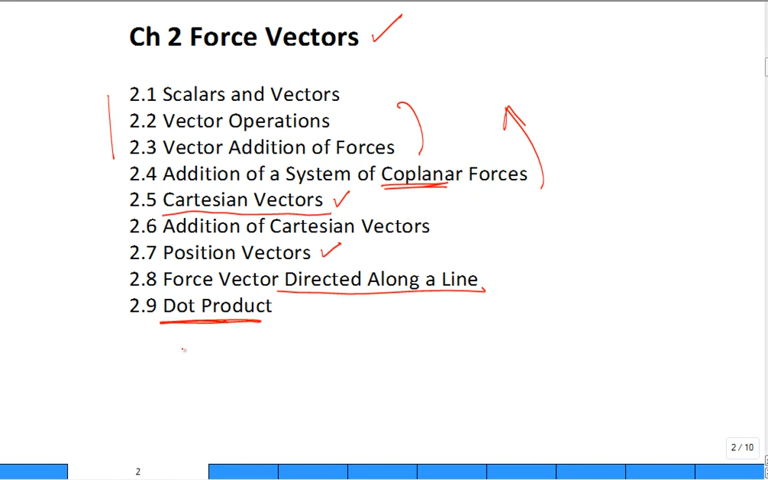 Ch 2 Force Vectors
2.1 Scalars and Vectors
2.2 Vector Operations
2.3 Vector Addition of Forces
2.4 Addition of a System of Coplanar Forces
2.5 Cartesian Vectors
2.6 Addition of Cartesian Vectors
2.7 Position Vectors
2.8 Force Vector Directed Along a Line
2.9 Dot Product
2 / 10
2